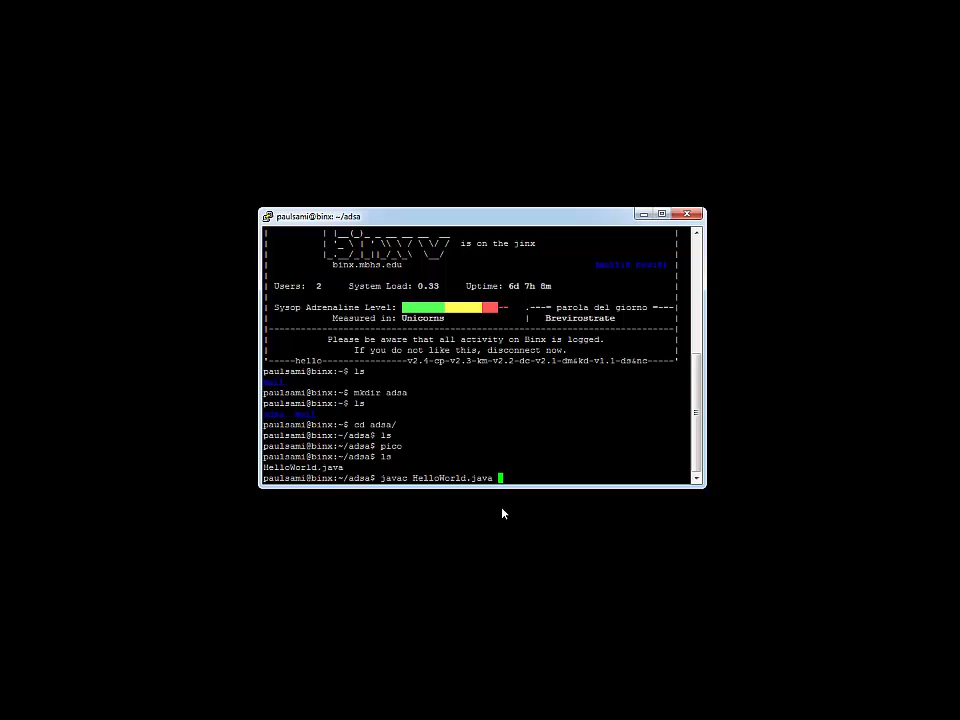 paulsami@binx: ~/adsa
is on the jinx
binx.mbhs.edu
Users: 2 System Load: 0.33 Uptime: 6d 7h 8m
Sysop Adrenaline Level: -- .---= parola del giorno =---
Measured in: Unicorns | Brevirostrate
Please be aware that all activity on Binx is logged.
If you do not like this, disconnect now.
'-----hello----------------v2.4-cp-v2.3-km-v2.2-dc-v2.1-dm&kd-v1.1-ds&nc-----'
paulsami@binx:~$ ls
mail
paulsami@binx:~$ mkdir adsa
paulsami@binx:~$ ls
adsa mail
paulsami@binx:~$ cd adsa/
paulsami@binx:~/adsa$ ls
paulsami@binx:~/adsa$ pico
paulsami@binx:~/adsa$ ls
HelloWorld.java
paulsami@binx:~/adsa$ javac HelloWorld.java